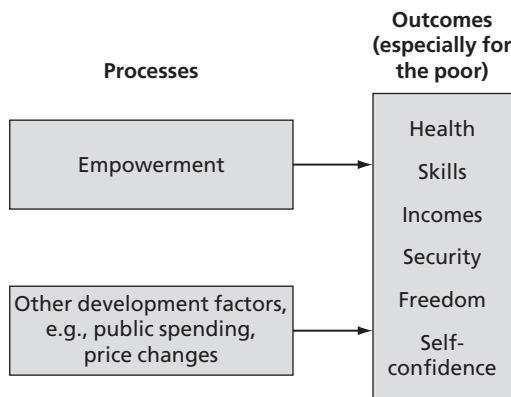 Processes
Outcomes
(especially for
the poor)
Empowerment
Other development factors,
e.g., public spending,
price changes
Health
Skills
Incomes
Security
Freedom
Self-
confidence